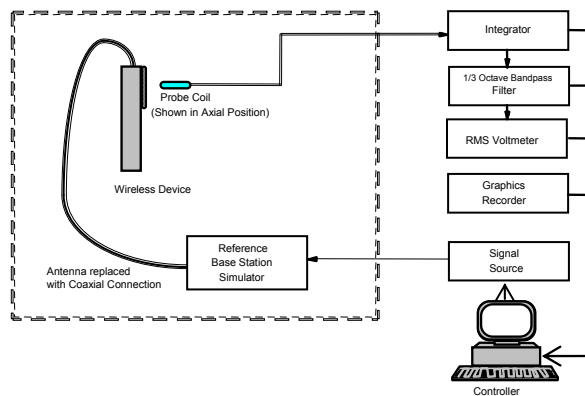 Integrator
1/3 Octave Bandpass
Filter
RMS Voltmeter
Graphics
Recorder
Probe Coil
(Shown in Axial Position)
Wireless Device
Reference
Base Station
Simulator
Signal
Source
Antenna replaced
with Coaxial Connection
Controller